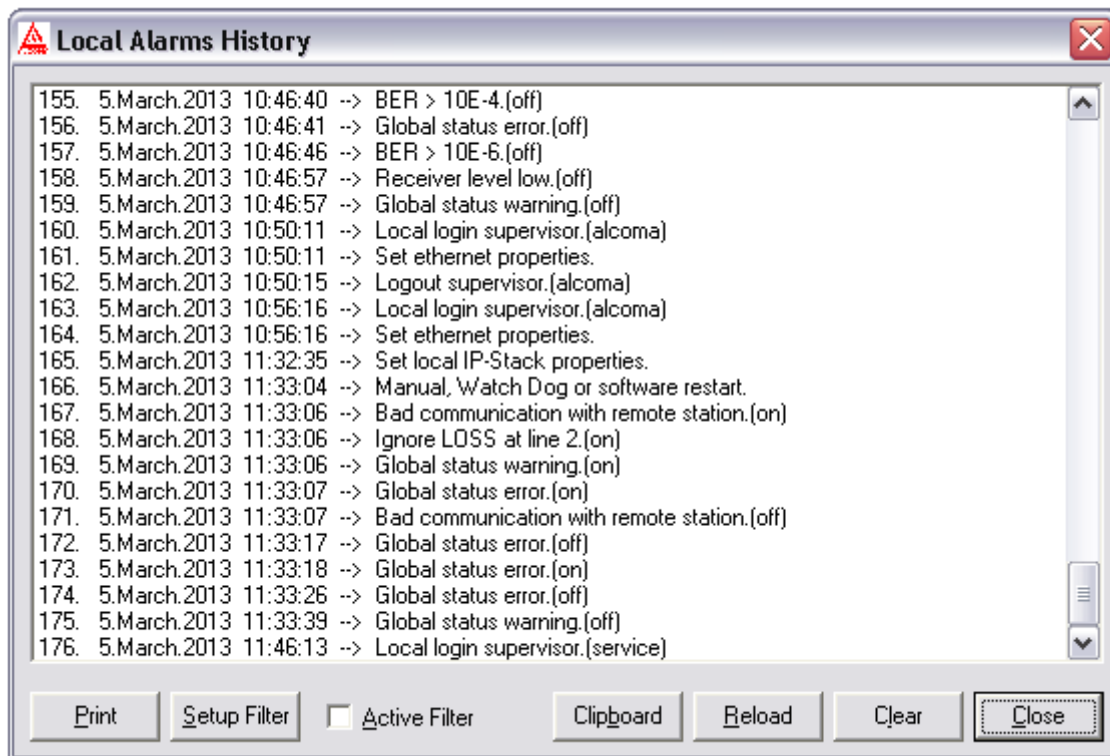 Local Alarms History
155. 5.March.2013 10:46:40 --> BER > 10E-4.(off)
156. 5.March.2013 10:46:41 --> Global status error.(off)
157. 5.March.2013 10:46:46 --> BER > 10E-6.(off)
158. 5.March.2013 10:46:57 --> Receiver level low.(off)
159. 5.March.2013 10:46:57 --> Global status warning.(off)
160. 5.March.2013 10:50:11 --> Local login supervisor.(alcoma)
161. 5.March.2013 10:50:11 --> Set ethernet properties.
162. 5.March.2013 10:50:15 --> Logout supervisor.(alcoma)
163. 5.March.2013 10:56:16 --> Local login supervisor.(alcoma)
164. 5.March.2013 10:56:16 --> Set ethernet properties.
165. 5.March.2013 11:32:35 --> Set local IP-Stack properties.
166. 5.March.2013 11:33:04 --> Manual, Watch Dog or software restart.
167. 5.March.2013 11:33:06 --> Bad communication with remote station.(on)
168. 5.March.2013 11:33:06 --> Ignore LOSS at line 2.(on)
169. 5.March.2013 11:33:06 --> Global status warning.(on)
170. 5.March.2013 11:33:07 --> Global status error.(on)
171. 5.March.2013 11:33:07 --> Bad communication with remote station.(off)
172. 5.March.2013 11:33:17 --> Global status error.(off)
173. 5.March.2013 11:33:18 --> Global status error.(on)
174. 5.March.2013 11:33:26 --> Global status error.(off)
175. 5.March.2013 11:33:39 --> Global status warning.(off)
176. 5.March.2013 11:46:13 --> Local login supervisor.(service)
Print Setup Filter Active Filter Clipboard Reload Clear Close